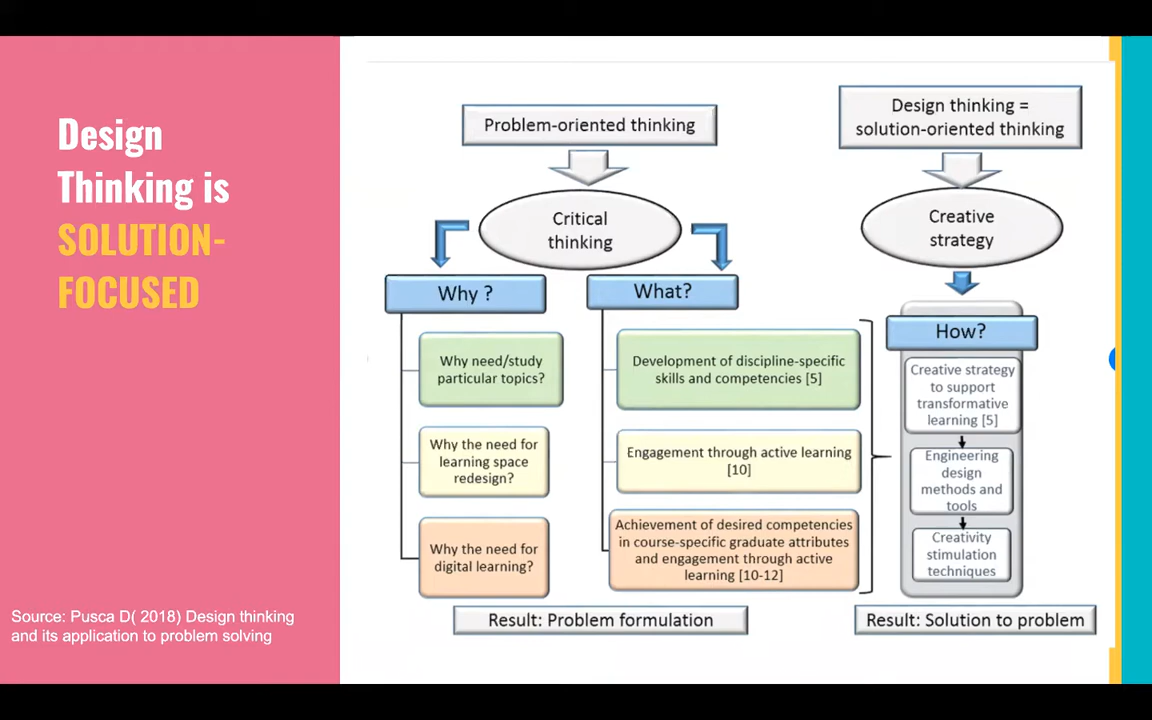 Design
Thinking is
SOLUTION-
FOCUSED
Source: Pusca D( 2018) Design thinking
and its application to problem solving
Problem-oriented thinking
Critical
thinking
Why ?
Why need/study
particular topics?
Why the need for
learning space
redesign?
Why the need for
digital learning?
What?
Development of discipline-specific
skills and competencies [5]
Engagement through active learning
[10]
Achievement of desired competencies
in course-specific graduate attributes
and engagement through active
learning [10-12]
Result: Problem formulation
Design thinking =
solution-oriented thinking
Creative
strategy
How?
Creative strategy
to support
transformative
learning [5]
Engineering
design
methods and
tools
Creativity
stimulation
techniques
Result: Solution to problem